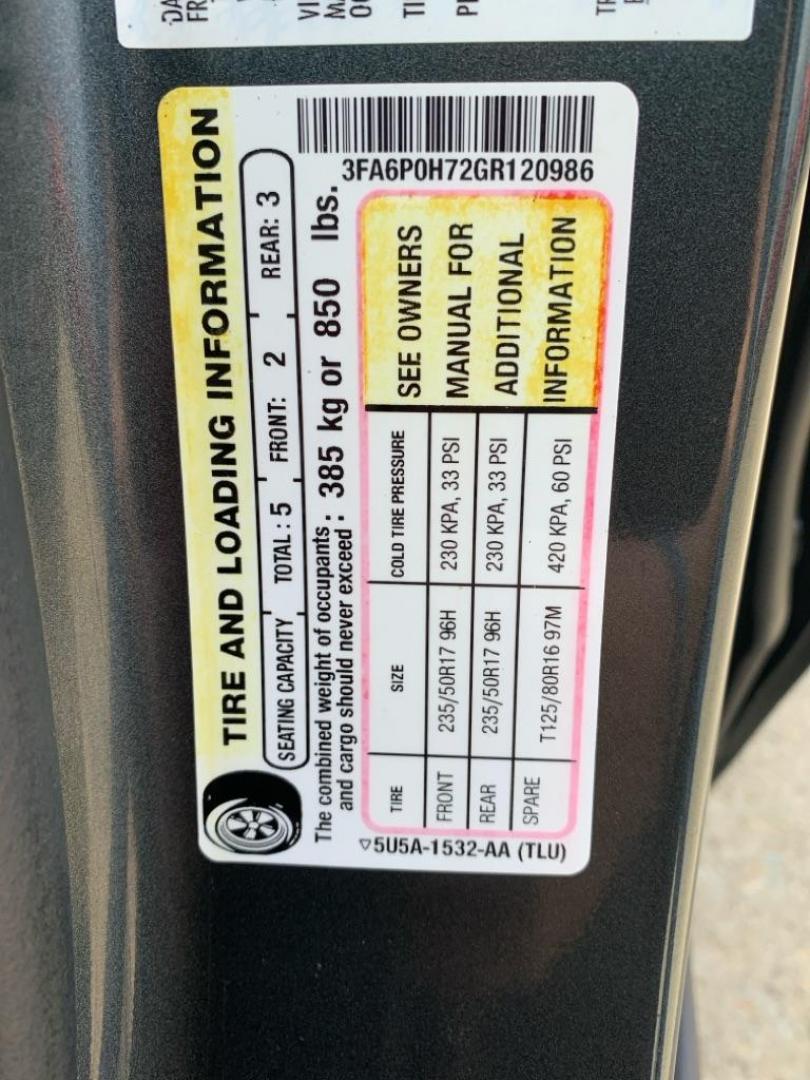 TIRE AND LOADING INFORMATION
SEATING CAPACITY TOTAL : 5 FRONT: 2 REAR: 3
The combined weight of occupants and cargo should never exceed : 385 kg or 850 lbs.
TIRE SIZE COLD TIRE PRESSURE
FRONT 235/50R17 96H 230 KPA, 33 PSI
REAR 235/50R17 96H 230 KPA, 33 PSI
SPARE T125/80R16 97M 420 KPA, 60 PSI
SEE OWNERS
MANUAL FOR
ADDITIONAL
INFORMATION
5U5A-1532-AA (TLU)
3FA6P0H72GR120986